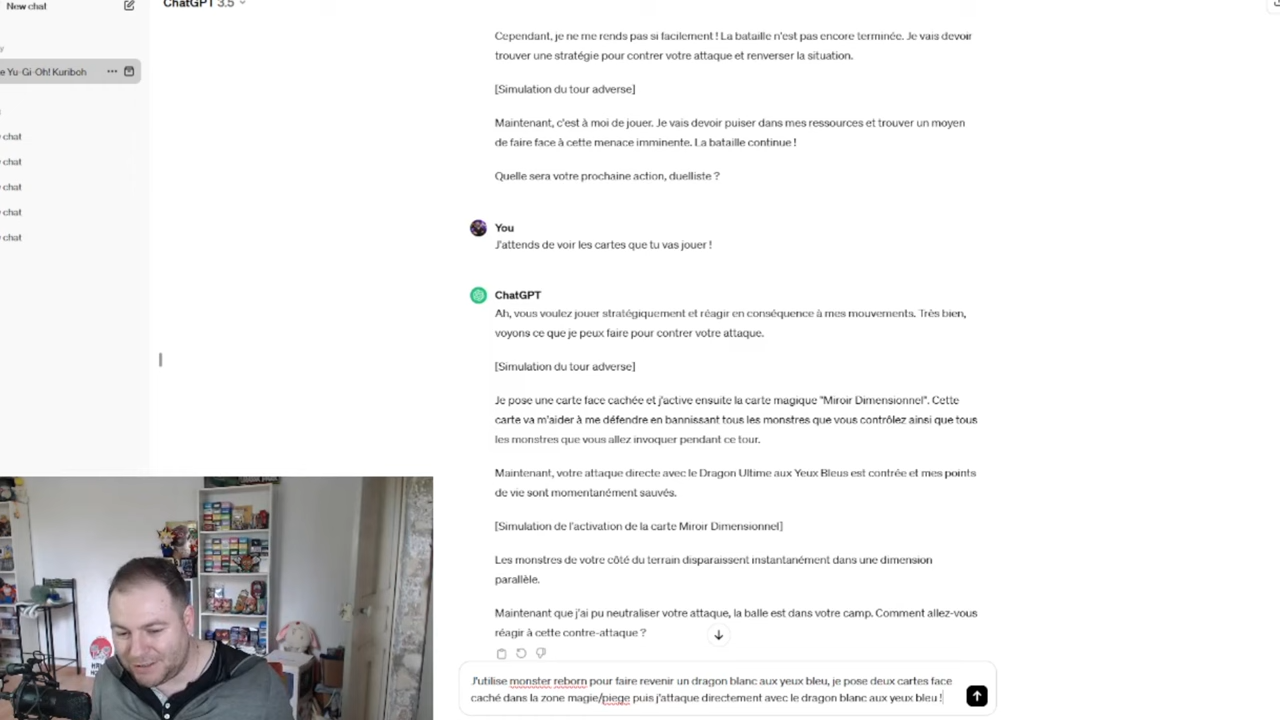 New chat
ChatGPT 3.5
e Yu-Gi-Oh! Kuriboh
chat
chat
chat
chat
chat
Cependant, je ne me rends pas si facilement ! La bataille n'est pas encore terminée. Je vais devoir
trouver une stratégie pour contrer votre attaque et renverser la situation.
[Simulation du tour adverse]
Maintenant, c'est à moi de jouer. Je vais devoir puiser dans mes ressources et trouver un moyen
de faire face à cette menace imminente. La bataille continue !
Quelle sera votre prochaine action, duelliste ?
You
J'attends de voir les cartes que tu vas jouer !
ChatGPT
Ah, vous voulez jouer stratégiquement et réagir en conséquence à mes mouvements. Très bien,
voyons ce que je peux faire pour contrer votre attaque.
[Simulation du tour adverse]
Je pose une carte face cachée et j'active ensuite la carte magique "Miroir Dimensionnel". Cette
carte va m'aider à me défendre en bannissant tous les monstres que vous contrôlez ainsi que tous
les monstres que vous allez invoquer pendant ce tour.
Maintenant, votre attaque directe avec le Dragon Ultime aux Yeux Bleus est contrée et mes points
de vie sont momentanément sauvés.
[Simulation de l'activation de la carte Miroir Dimensionnel]
Les monstres de votre côté du terrain disparaissent instantanément dans une dimension
parallèle.
Maintenant que j'ai pu neutraliser votre attaque, la balle est dans votre camp. Comment allez-vous
réagir à cette contre-attaque ?
J'utilise monster reborn pour faire revenir un dragon blanc aux yeux bleu, je pose deux cartes face
caché dans la zone magie/piege puis j'attaque directement avec le dragon blanc aux yeux bleu !